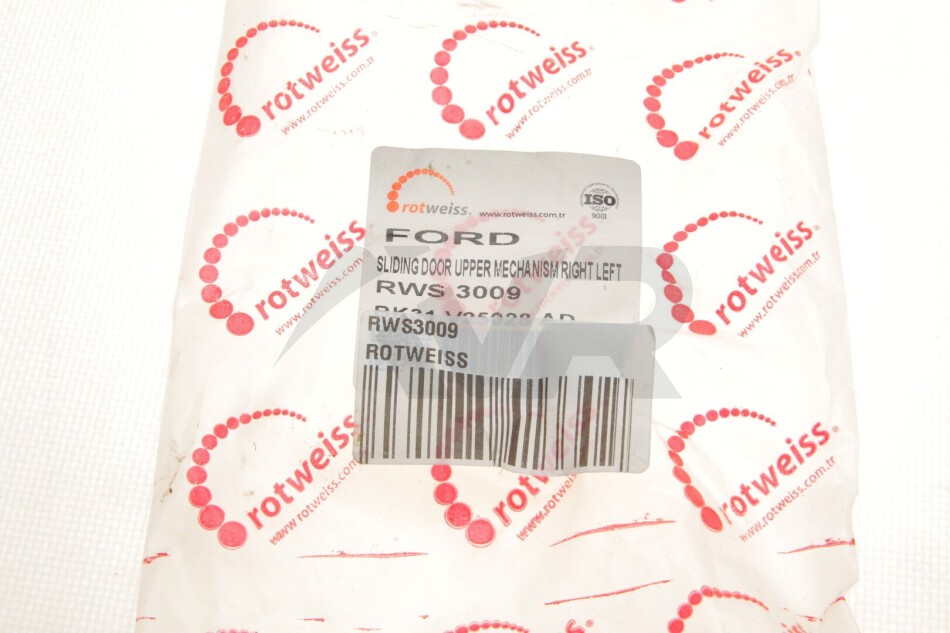 rotweiss
www.rotweiss.com.tr
rotweiss
www.rotweiss.com.tr
rotweiss
www.rotweiss.com.tr
rotweiss. www.rotweiss.com.tr
ISO
9001
FORD
SLIDING DOOR UPPER MECHANISM RIGHT LEFT
RWS 3009
RWS3009
ROTWEISS
rotweiss
www.rotweiss.com.tr
rotweiss
www.rotweiss.com.tr
rotweiss
www.rotweiss.com.tr
rotweiss
rotweiss
www.rotweiss.com.tr